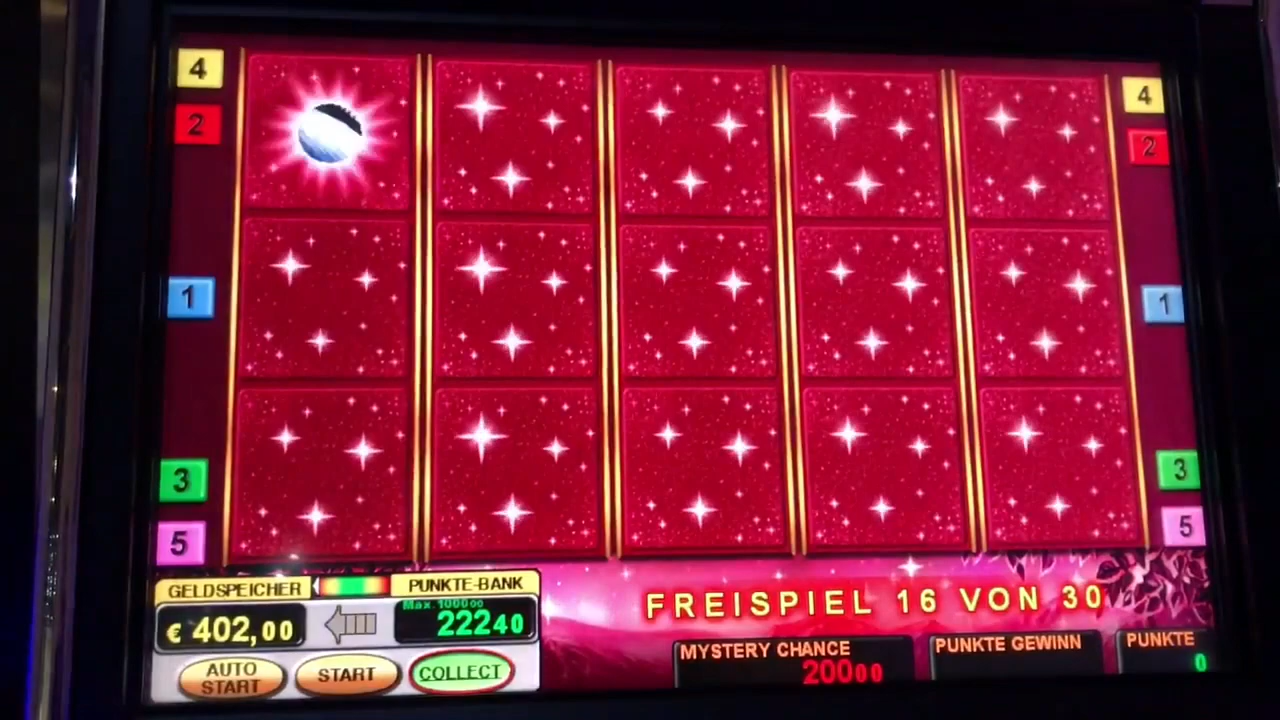 4
4
2
2
1
1
3
3
5
5
GELDSPEICHER
PUNKTE-BANK
€ 402,00
Max. 100000
22240
FREISPIEL 16 VON 30
MYSTERY CHANCE
20000
PUNKTE GEWINN
PUNKTE
0
AUTO START
START
COLLECT